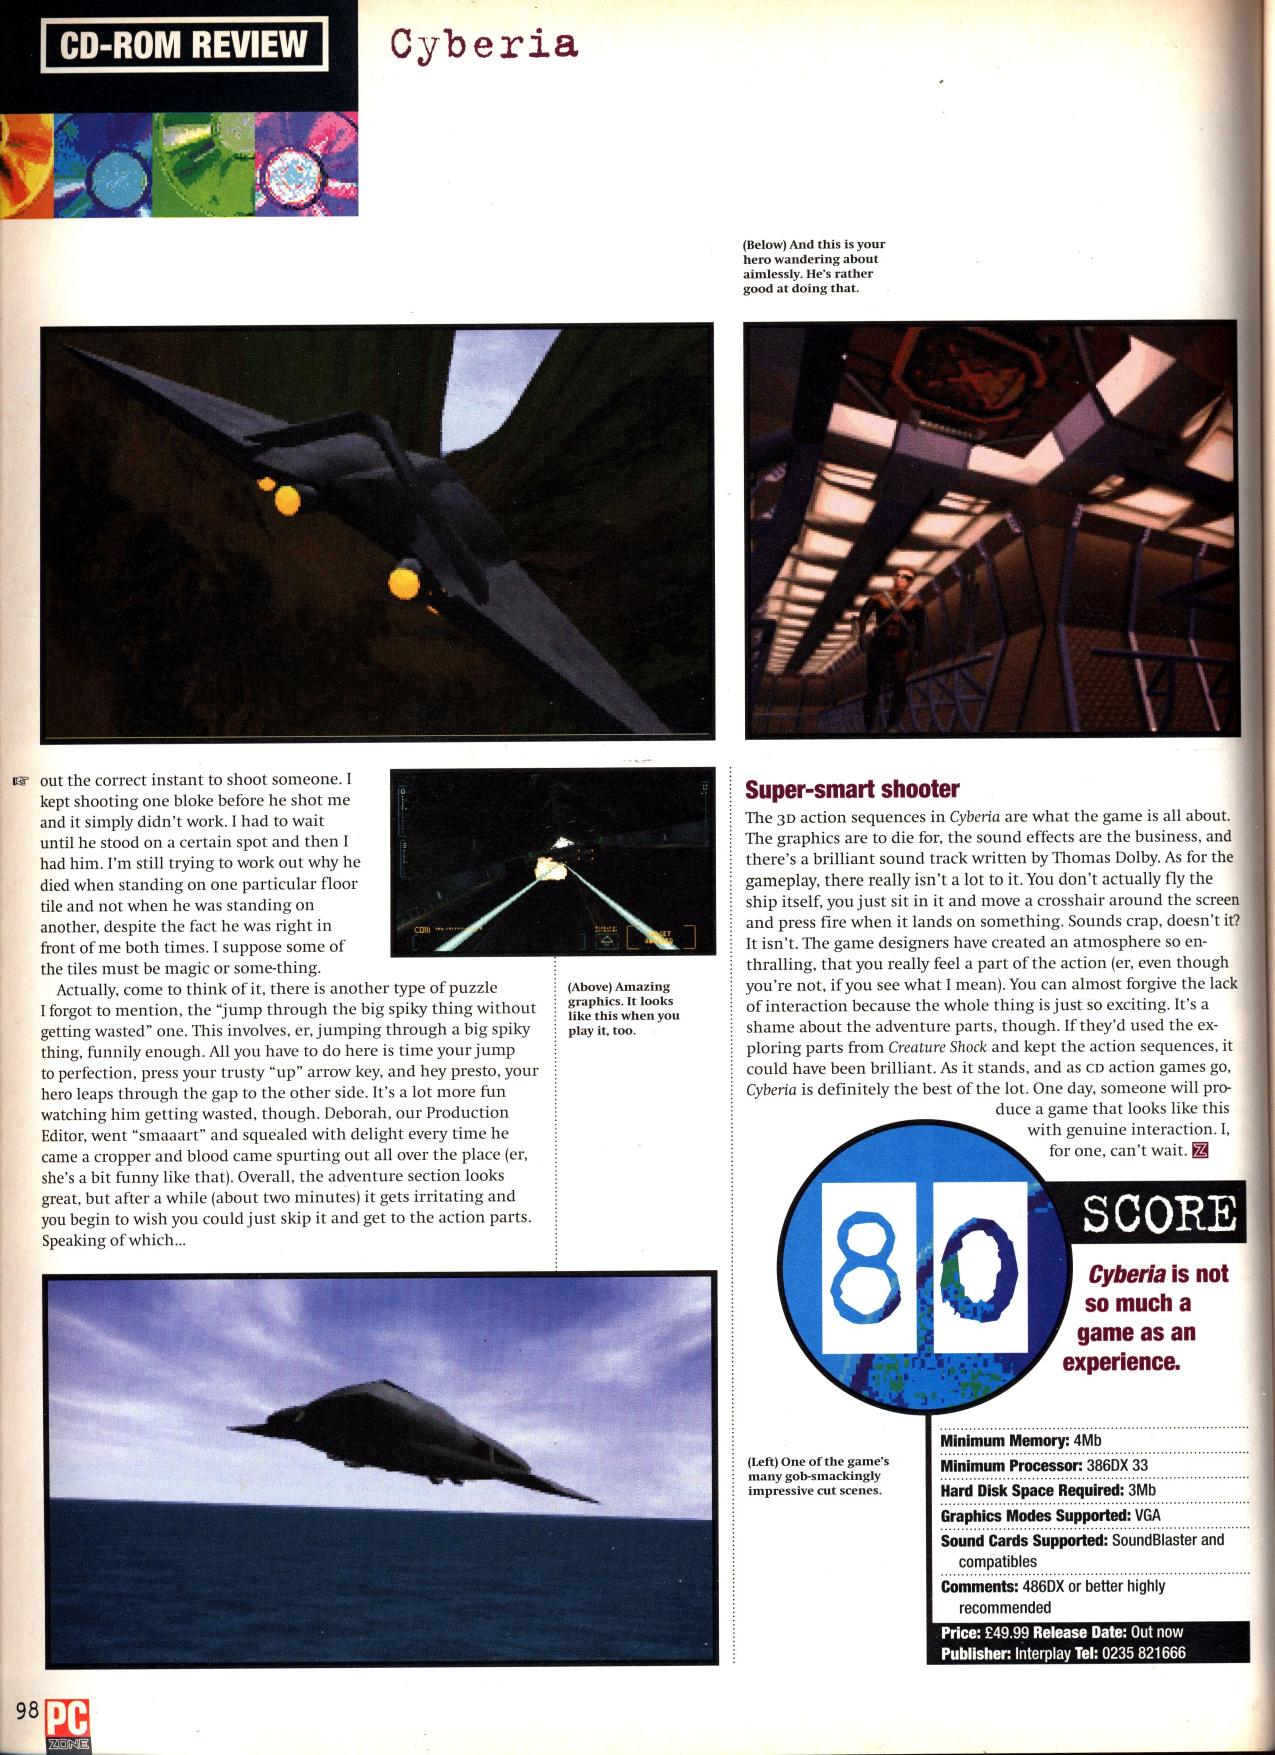 CD-ROM REVIEW
Cyberia
(Below) And this is your
hero wandering about
aimlessly. He's rather
good at doing that.
☞ out the correct instant to shoot someone. I
kept shooting one bloke before he shot me
and it simply didn't work. I had to wait
until he stood on a certain spot and then I
had him. I'm still trying to work out why he
died when standing on one particular floor
tile and not when he was standing on
another, despite the fact he was right in
front of me both times. I suppose some of
the tiles must be magic or some-thing.
Actually, come to think of it, there is another type of puzzle
I forgot to mention, the “jump through the big spiky thing without
getting wasted” one. This involves, er, jumping through a big spiky
thing, funnily enough. All you have to do here is time your jump
to perfection, press your trusty “up” arrow key, and hey presto, your
hero leaps through the gap to the other side. It's a lot more fun
watching him getting wasted, though. Deborah, our Production
Editor, went “smaaart” and squealed with delight every time he
came a cropper and blood came spurting out all over the place (er,
she's a bit funny like that). Overall, the adventure section looks
great, but after a while (about two minutes) it gets irritating and
you begin to wish you could just skip it and get to the action parts.
Speaking of which...
COM
(Above) Amazing
graphics. It looks
like this when you
play it, too.
Super-smart shooter
The 3D action sequences in Cyberia are what the game is all about.
The graphics are to die for, the sound effects are the business, and
there's a brilliant sound track written by Thomas Dolby. As for the
gameplay, there really isn't a lot to it. You don't actually fly the
ship itself, you just sit in it and move a crosshair around the screen
and press fire when it lands on something. Sounds crap, doesn't it?
It isn't. The game designers have created an atmosphere so en-
thralling, that you really feel a part of the action (er, even though
you're not, if you see what I mean). You can almost forgive the lack
of interaction because the whole thing is just so exciting. It's a
shame about the adventure parts, though. If they'd used the ex-
ploring parts from Creature Shock and kept the action sequences, it
could have been brilliant. As it stands, and as CD action games go,
Cyberia is definitely the best of the lot. One day, someone will pro-
duce a game that looks like this
with genuine interaction. I,
for one, can't wait. Z
80
SCORE
Cyberia is not
so much a
game as an
experience.
(Left) One of the game's
many gob-smackingly
impressive cut scenes.
Minimum Memory: 4Mb
Minimum Processor: 386DX 33
Hard Disk Space Required: 3Mb
Graphics Modes Supported: VGA
Sound Cards Supported: SoundBlaster and
compatibles
Comments: 486DX or better highly
recommended
Price: £49.99 Release Date: Out now
Publisher: Interplay Tel: 0235 821666
98 PC
ZONE